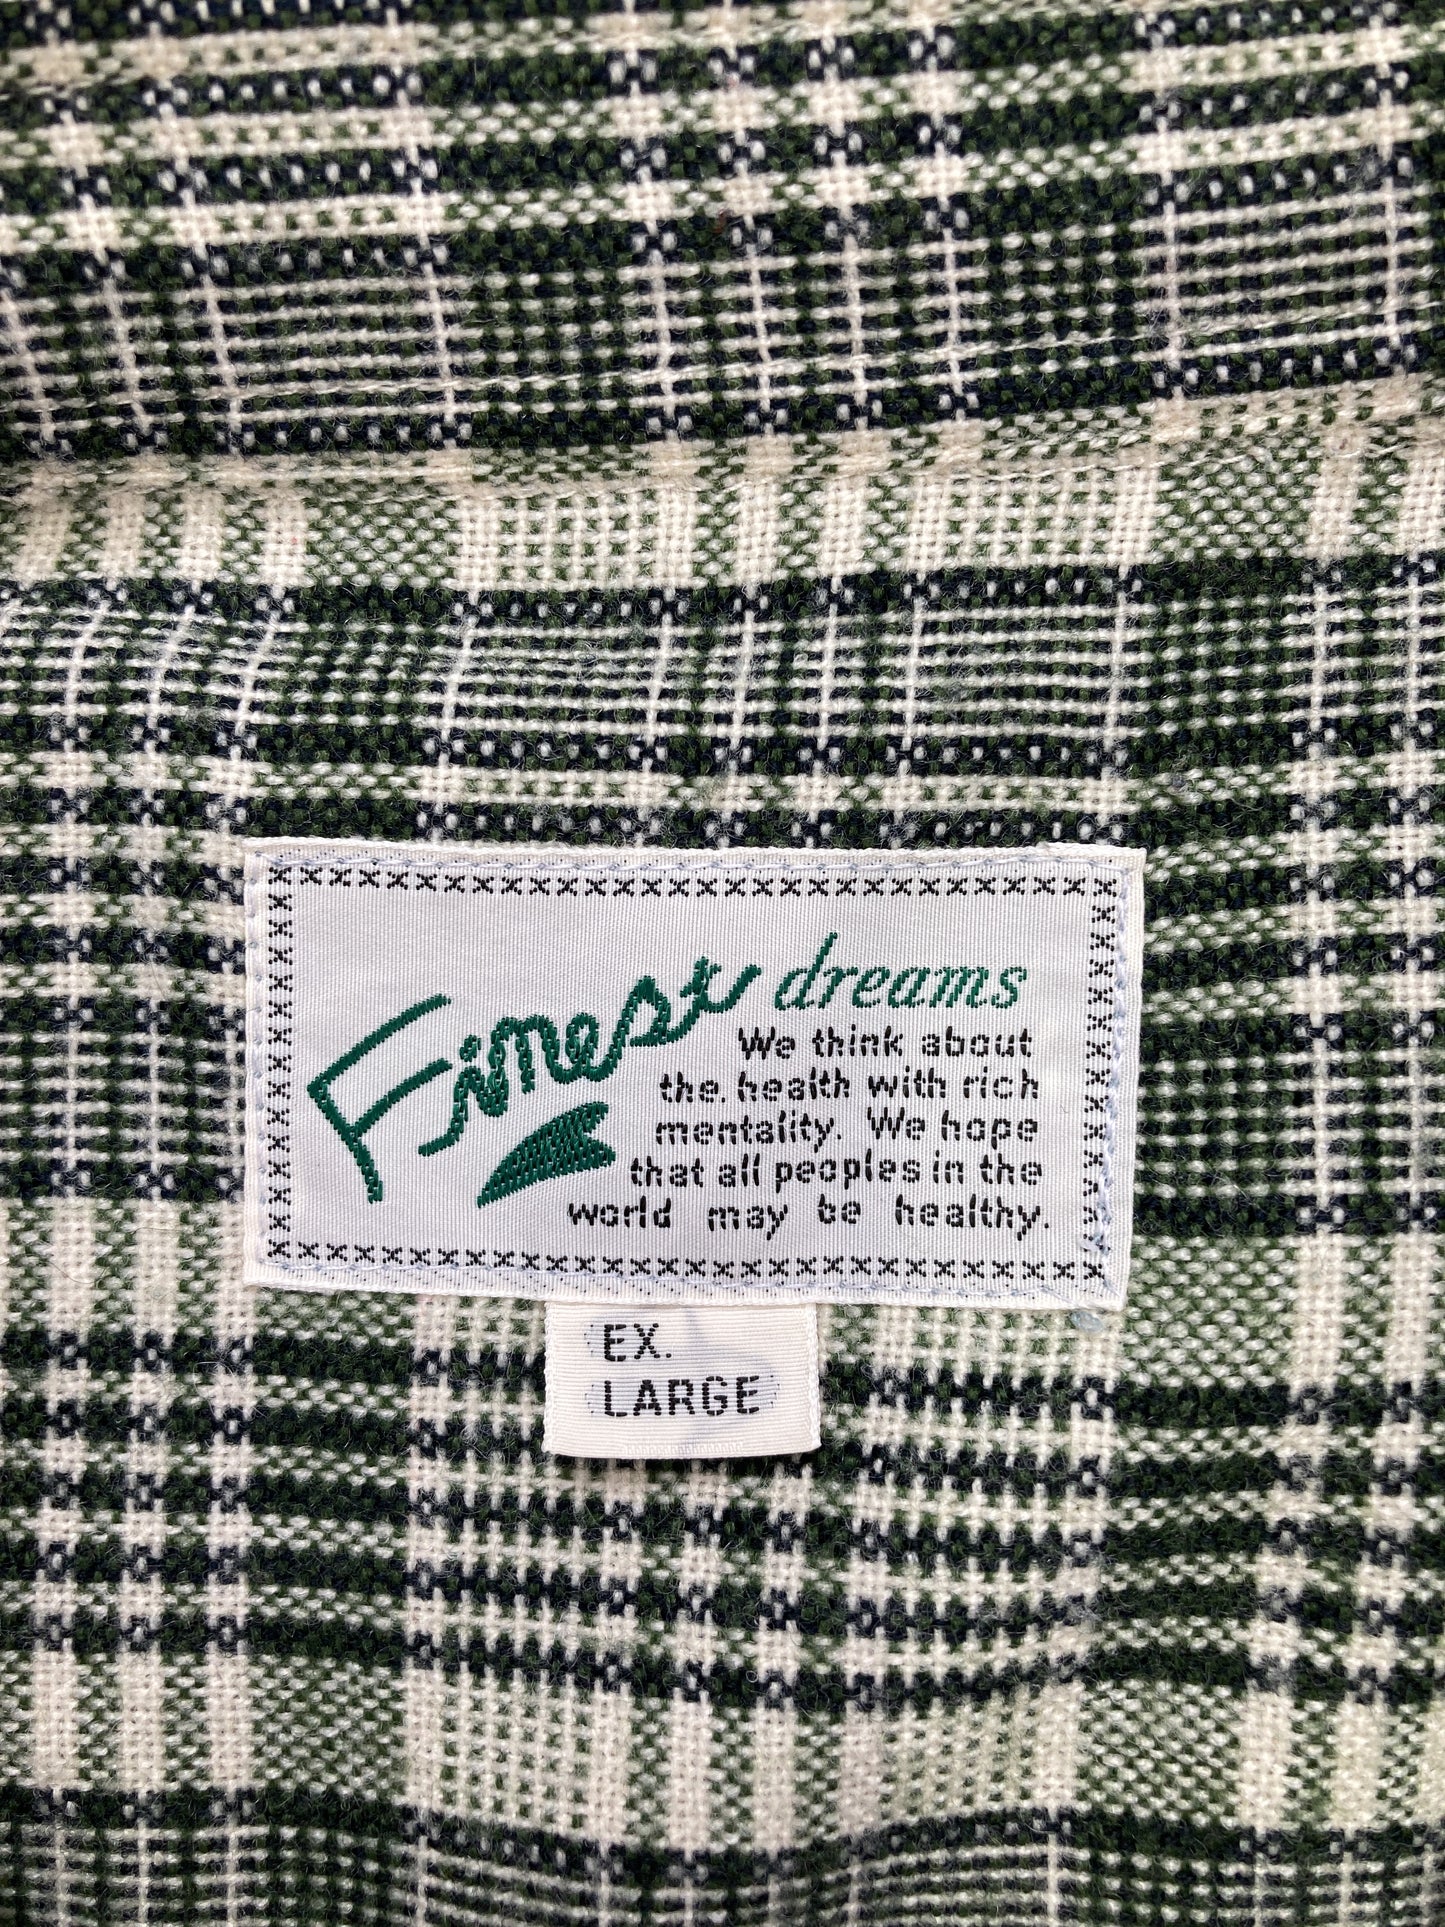 Finest dreams
We think about
the. health with rich
mentality. We hope
that all peoples in the
world may be healthy.
EX.
LARGE